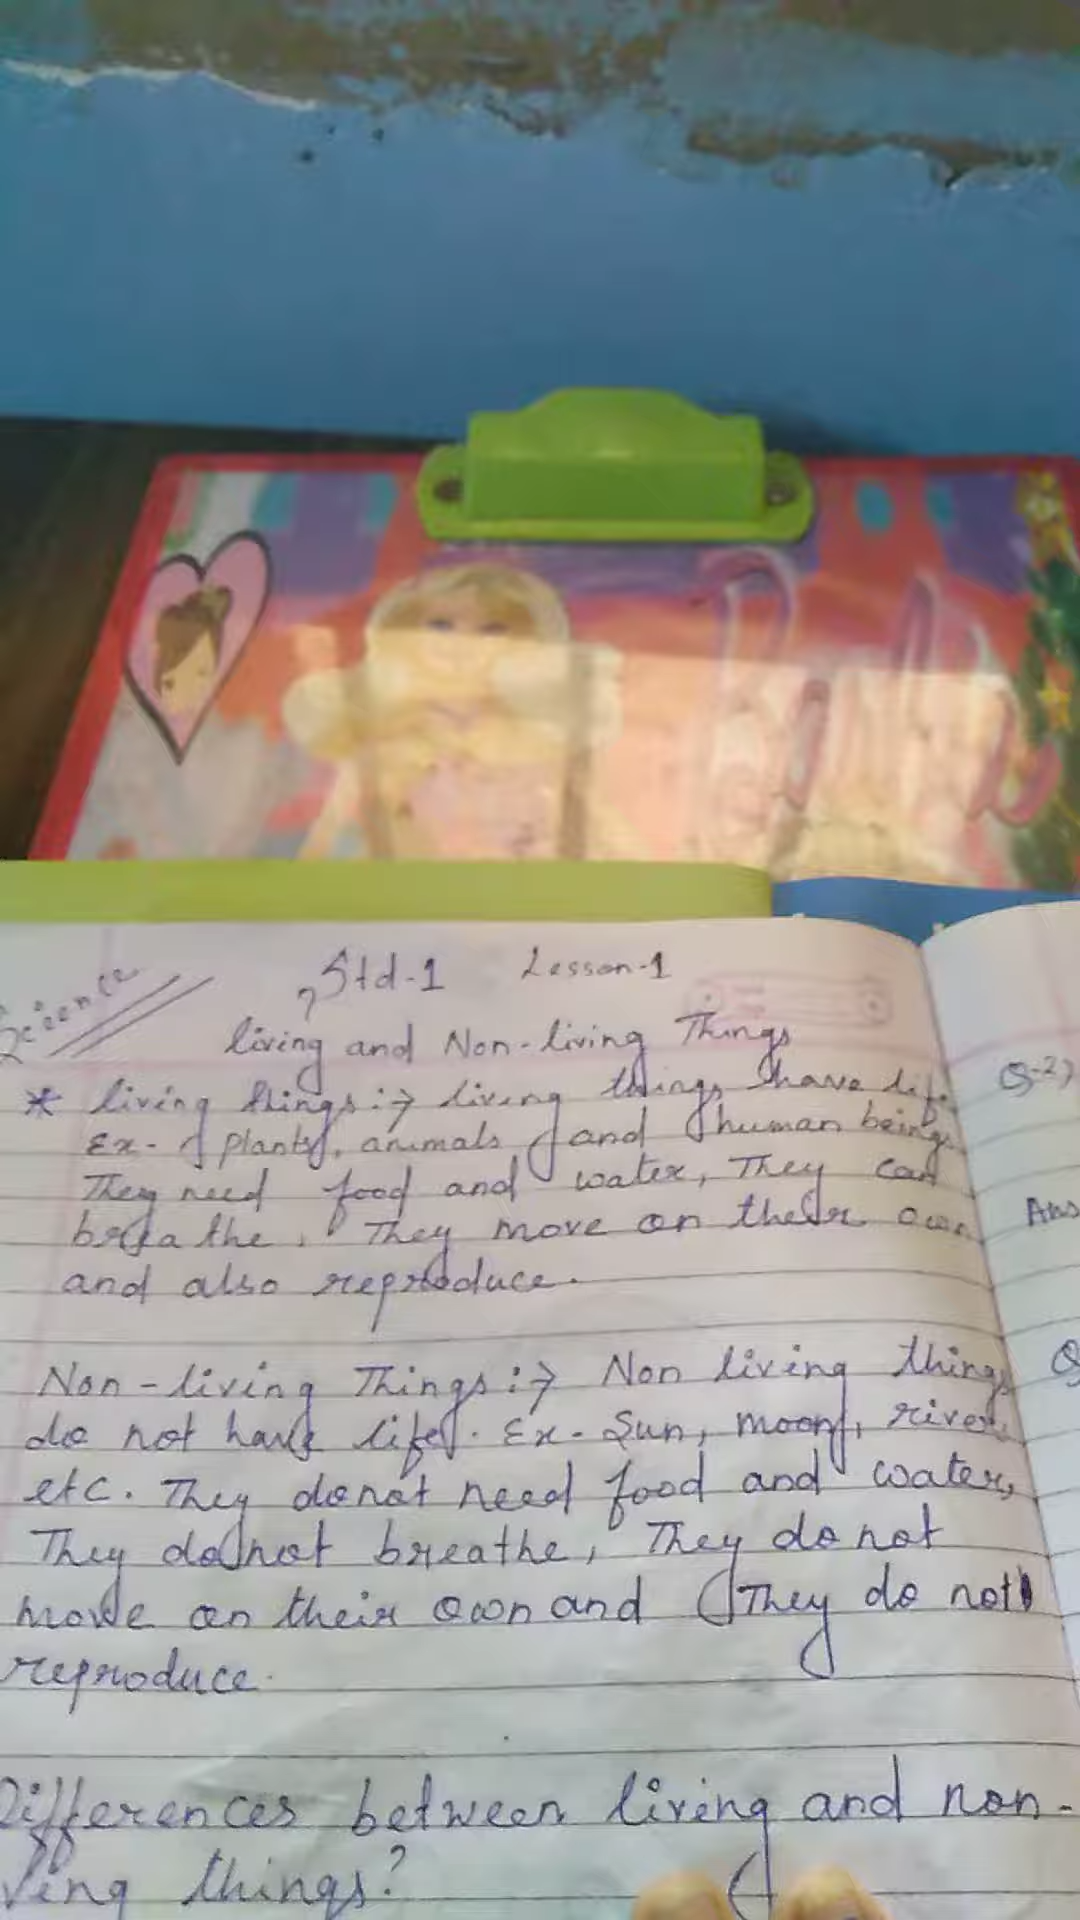 Science
Std-1 Lesson-1
living and Non-living Things
* living things :→ living things have life.
Ex- plants, animals and human beings.
They need food and water, They can
breathe, They move on their own
and also reproduce.
Non-living Things :→ Non living things
do not have life. Ex- Sun, moon, river,
etc. They donot need food and water,
They donot breathe, They do not
move on their own and They do not
reproduce.
Differences between living and non-
ving things?
Q-2)
Ans
Q